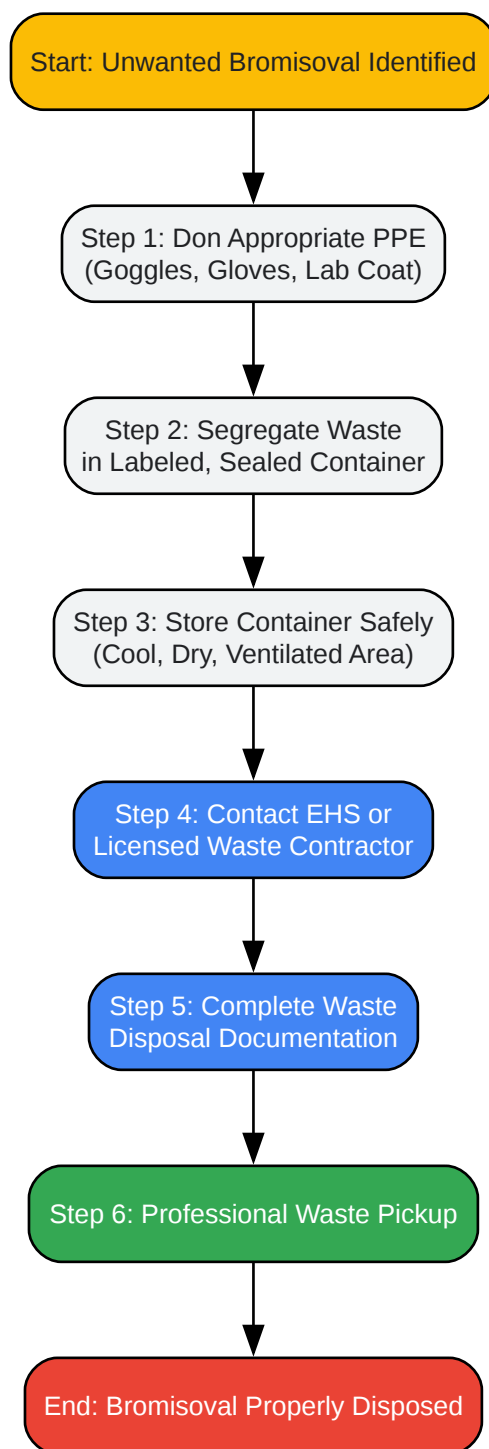 Start: Unwanted Bromisoval Identified
Step 1: Don Appropriate PPE
(Goggles, Gloves, Lab Coat)
Step 2: Segregate Waste
in Labeled, Sealed Container
Step 3: Store Container Safely
(Cool, Dry, Ventilated Area)
Step 4: Contact EHS or
Licensed Waste Contractor
Step 5: Complete Waste
Disposal Documentation
Step 6: Professional Waste Pickup
End: Bromisoval Properly Disposed